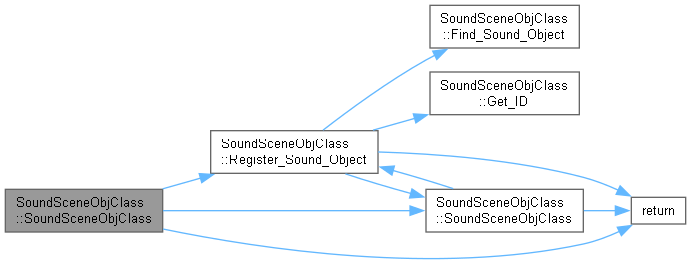 SoundSceneObjClass
::Find_Sound_Object
SoundSceneObjClass
::Get_ID
SoundSceneObjClass
::Register_Sound_Object
SoundSceneObjClass
::SoundSceneObjClass
SoundSceneObjClass
::SoundSceneObjClass
return